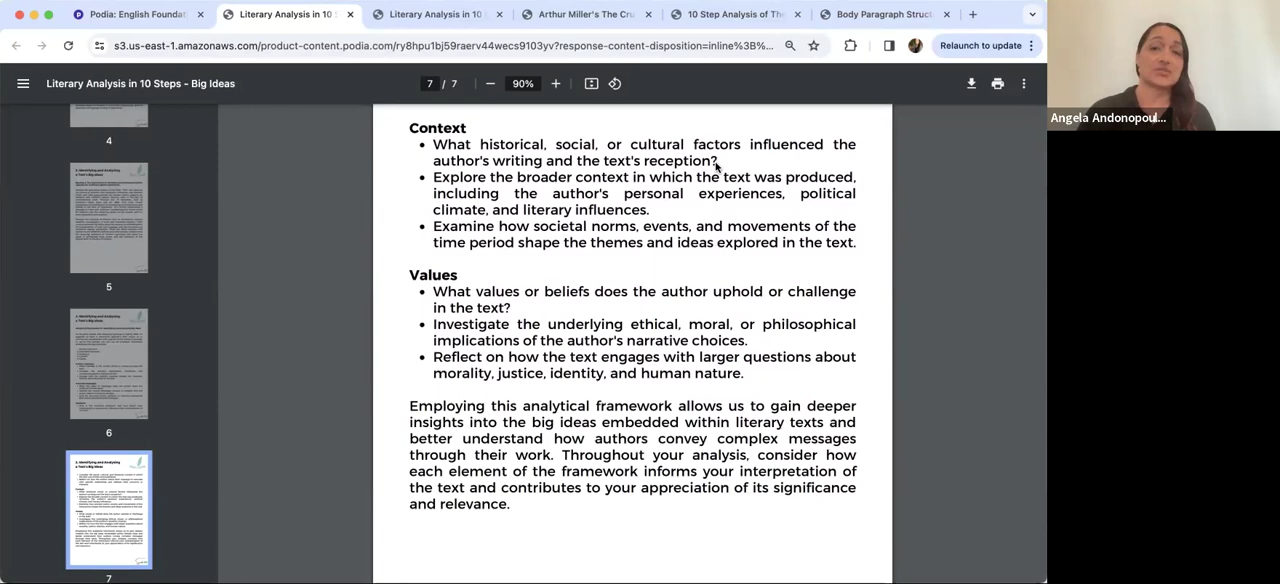 Podia: English Foundat
Literary Analysis in 10 S
Literary Analysis in 10
Arthur Miller's The Cru
10 Step Analysis of The
Body Paragraph Struct
s3.us-east-1.amazonaws.com/product-content.podia/ry8hpu1bj59raerv44wecs9103yv?response-content-disposition=inline%3B%...
Relaunch to update
Literary Analysis in 10 Steps - Big Ideas
7 / 7
90%
Angela Andonopoul...
4
5
6
7
Context
• What historical, social, or cultural factors influenced the
author's writing and the text's reception?
• Explore the broader context in which the text was produced,
including the author's personal experiences, political
climate, and literary influences.
• Examine how societal norms, events, and movements of the
time period shape the themes and ideas explored in the text.
Values
• What values or beliefs does the author uphold or challenge
in the text?
• Investigate the underlying ethical, moral, or philosophical
implications of the author's narrative choices.
• Reflect on how the text engages with larger questions about
morality, justice, identity, and human nature.
Employing this analytical framework allows us to gain deeper
insights into the big ideas embedded within literary texts and
better understand how authors convey complex messages
through their work. Throughout your analysis, consider how
each element of the framework informs your interpretation of
the text and contributes to your appreciation of its significance
and relevance.